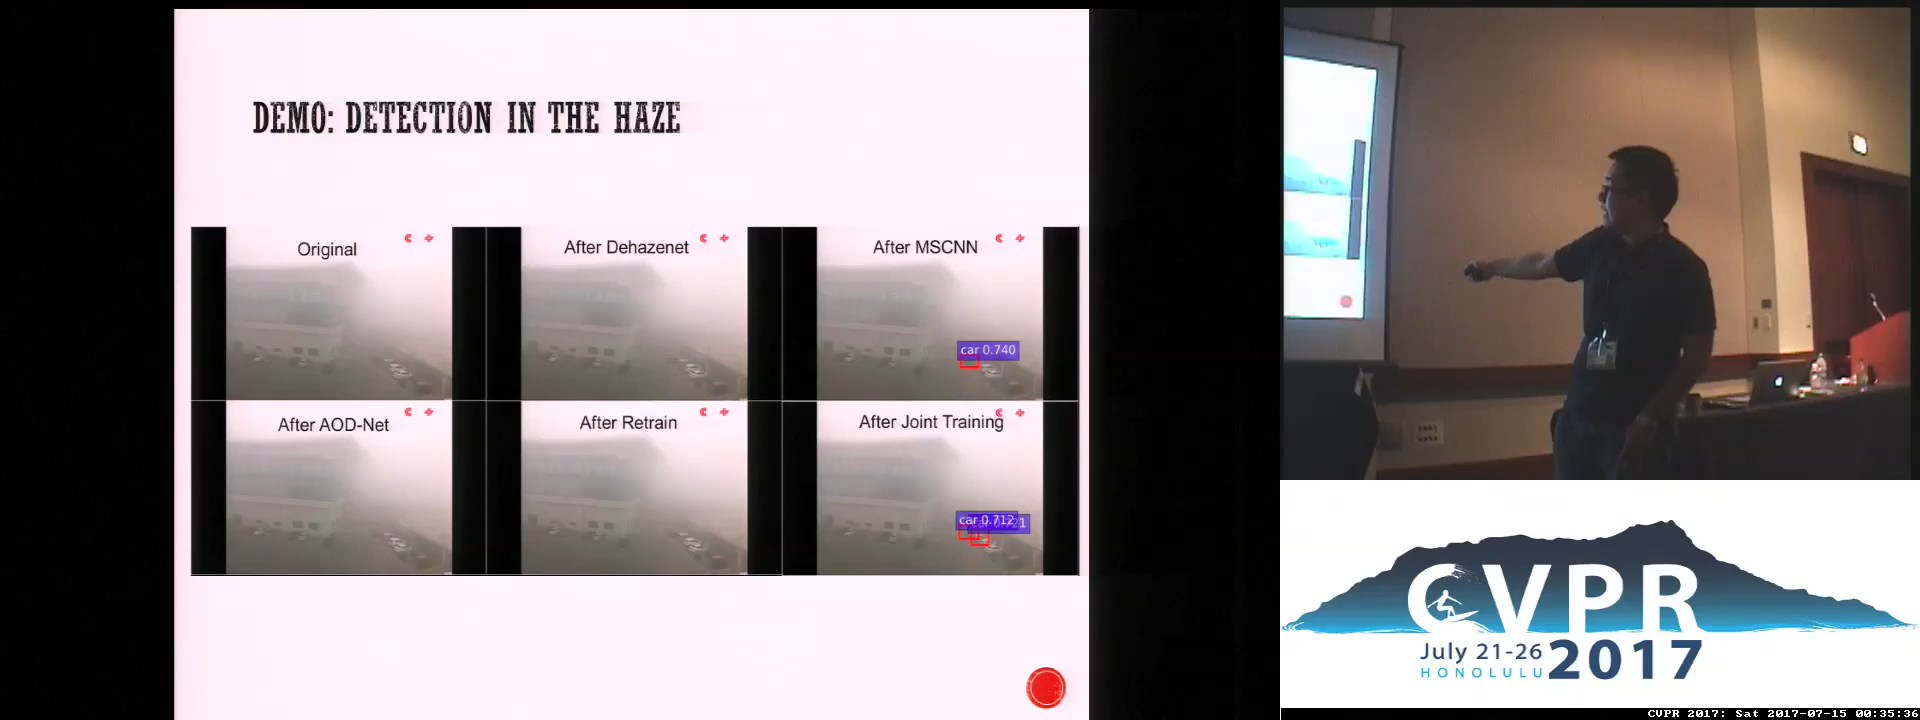 DEMO: DETECTION IN THE HAZE
Original
After Dehazenet
After MSCNN
car 0.740
After AOD-Net
After Retrain
After Joint Training
car 0.712
CVPR
July 21-26
HONOLULU
2017
CVPR 2017: Sat 2017-07-15 00:35:36